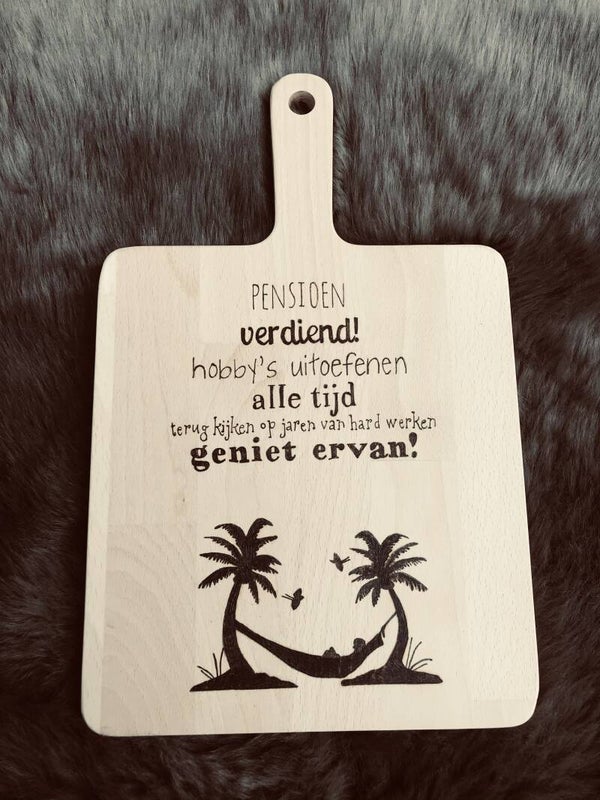 PENSIOEN
verdiend!
hobby's uitoefenen
alle tijd
terug kijken op jaren van hard werken
geniet ervan!